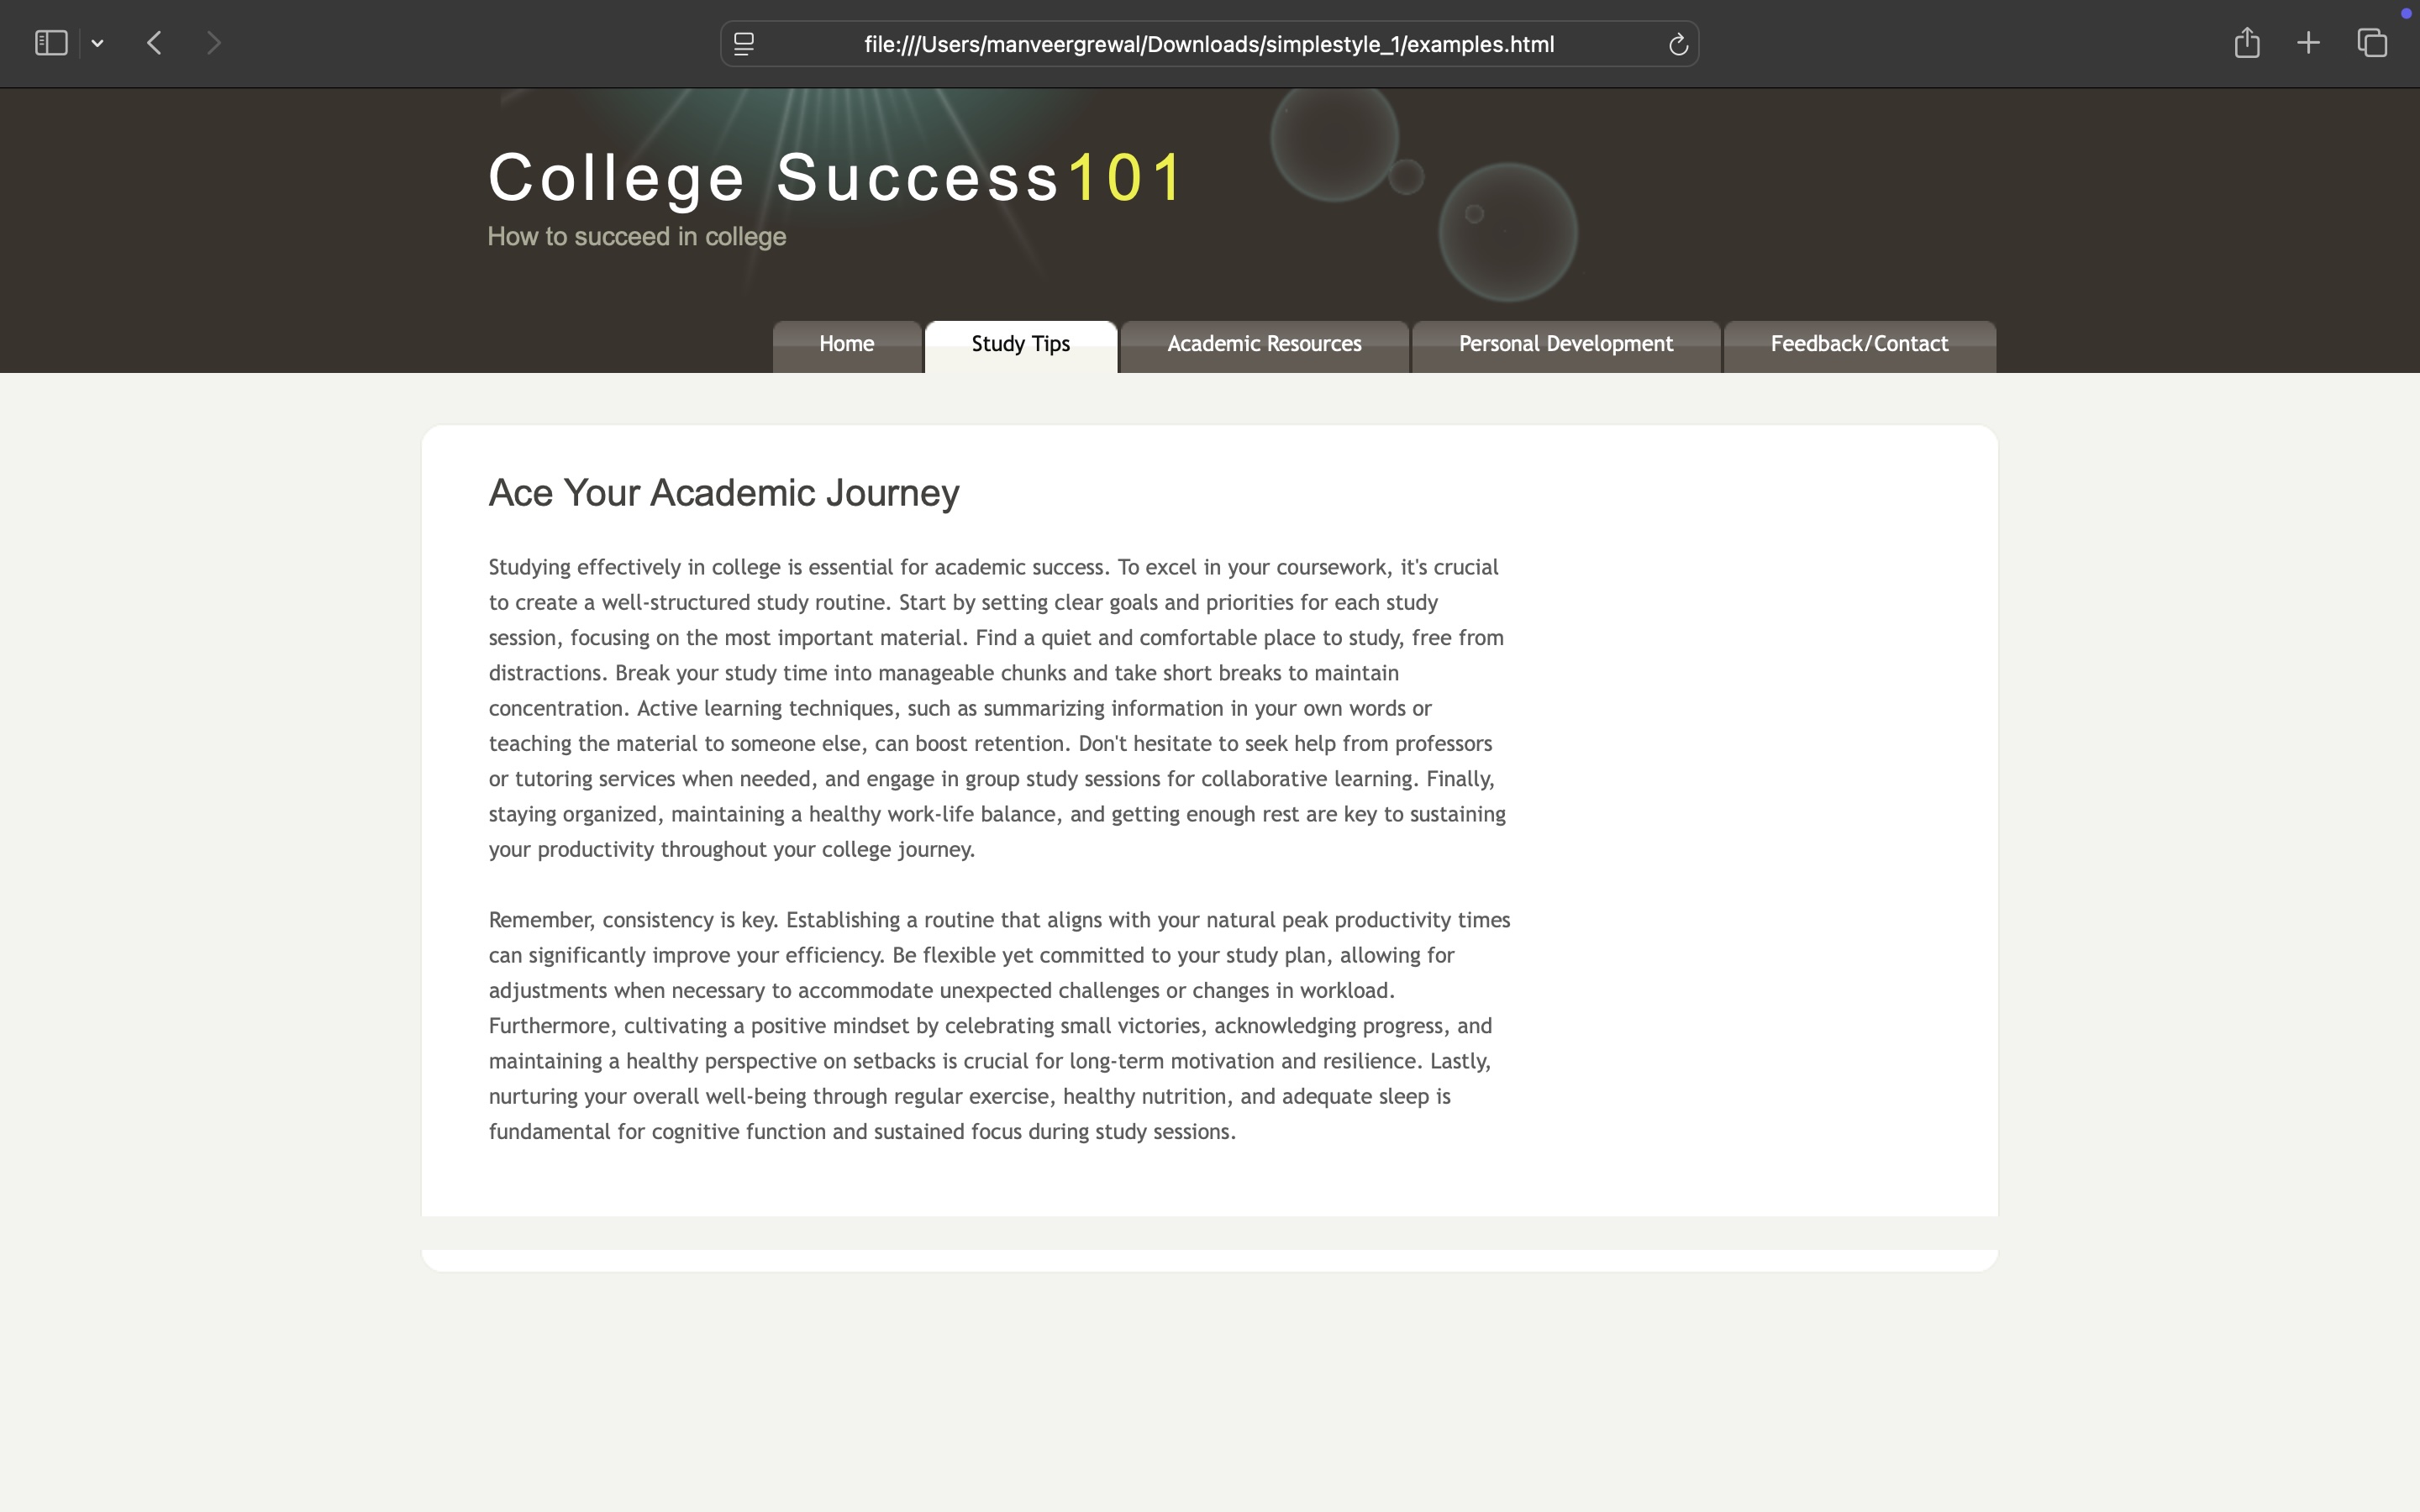 file:///Users/manveergrewal/Downloads/simplestyle_1/examples.html
College Success101
How to succeed in college
Home Study Tips Academic Resources Personal Development Feedback/Contact
Ace Your Academic Journey
Studying effectively in college is essential for academic success. To excel in your coursework, it's crucial
to create a well-structured study routine. Start by setting clear goals and priorities for each study
session, focusing on the most important material. Find a quiet and comfortable place to study, free from
distractions. Break your study time into manageable chunks and take short breaks to maintain
concentration. Active learning techniques, such as summarizing information in your own words or
teaching the material to someone else, can boost retention. Don't hesitate to seek help from professors
or tutoring services when needed, and engage in group study sessions for collaborative learning. Finally,
staying organized, maintaining a healthy work-life balance, and getting enough rest are key to sustaining
your productivity throughout your college journey.
Remember, consistency is key. Establishing a routine that aligns with your natural peak productivity times
can significantly improve your efficiency. Be flexible yet committed to your study plan, allowing for
adjustments when necessary to accommodate unexpected challenges or changes in workload.
Furthermore, cultivating a positive mindset by celebrating small victories, acknowledging progress, and
maintaining a healthy perspective on setbacks is crucial for long-term motivation and resilience. Lastly,
nurturing your overall well-being through regular exercise, healthy nutrition, and adequate sleep is
fundamental for cognitive function and sustained focus during study sessions.